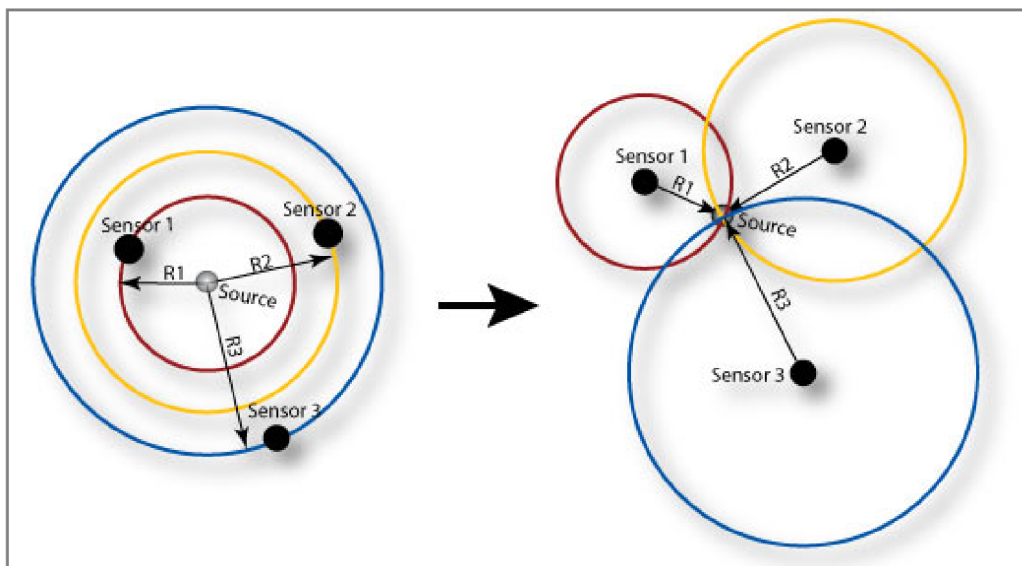 Sensor 1
Sensor 2
R1
R2
Source
R3
Sensor 3
Sensor 1
Sensor 2
R1
R2
Source
R3
Sensor 3